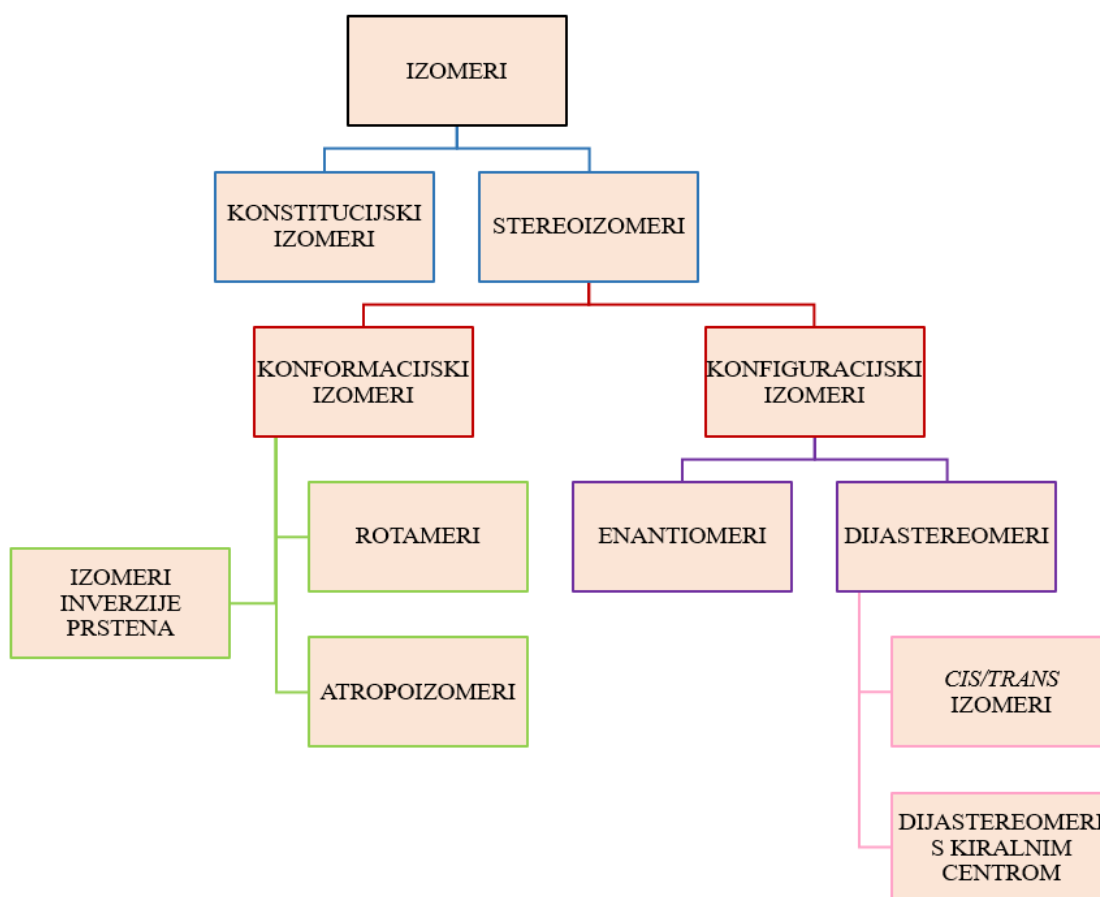 IZOMERI
KONSTITUCIJSKI
IZOMERI
STEREOIZOMERI
KONFORMACIJSKI
IZOMERI
KONFIGURACIJSKI
IZOMERI
ROTAMERI
IZOMERI
INVERZIJE
PRSTENA
ATROPOIZOMERI
ENANTIOMERI
DIJASTEREOMERI
CIS/TRANS
IZOMERI
DIJASTEREOMERI
S KIRALNIM
CENTROM